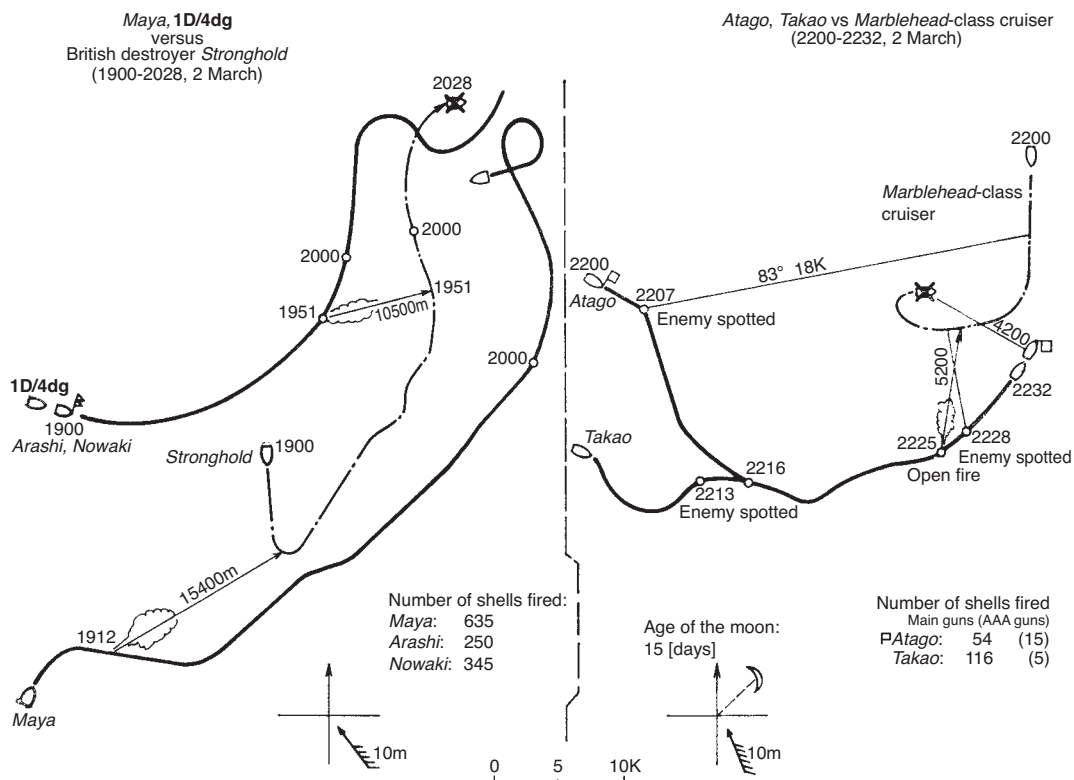 Maya, 1D/4dg
versus
British destroyer Stronghold
(1900-2028, 2 March)
Atago, Takao vs Marblehead-class cruiser
(2200-2232, 2 March)
2028
2000
2000
1951
1951
10500m
2000
1D/4dg
1900
Arashi, Nowaki
Stronghold
1900
15400m
1912
Maya
Number of shells fired:
Maya: 635
Arashi: 250
Nowaki: 345
10m
2200
Marblehead-class
cruiser
83° 18K
2200
Atago
2207
Enemy spotted
4200
5200
2232
Takao
2225
2228
Enemy spotted
Open fire
2216
2213
Enemy spotted
Age of the moon:
15 [days]
Number of shells fired
Main guns (AAA guns)
Atago: 54 (15)
Takao: 116 (5)
10m
0 5 10K